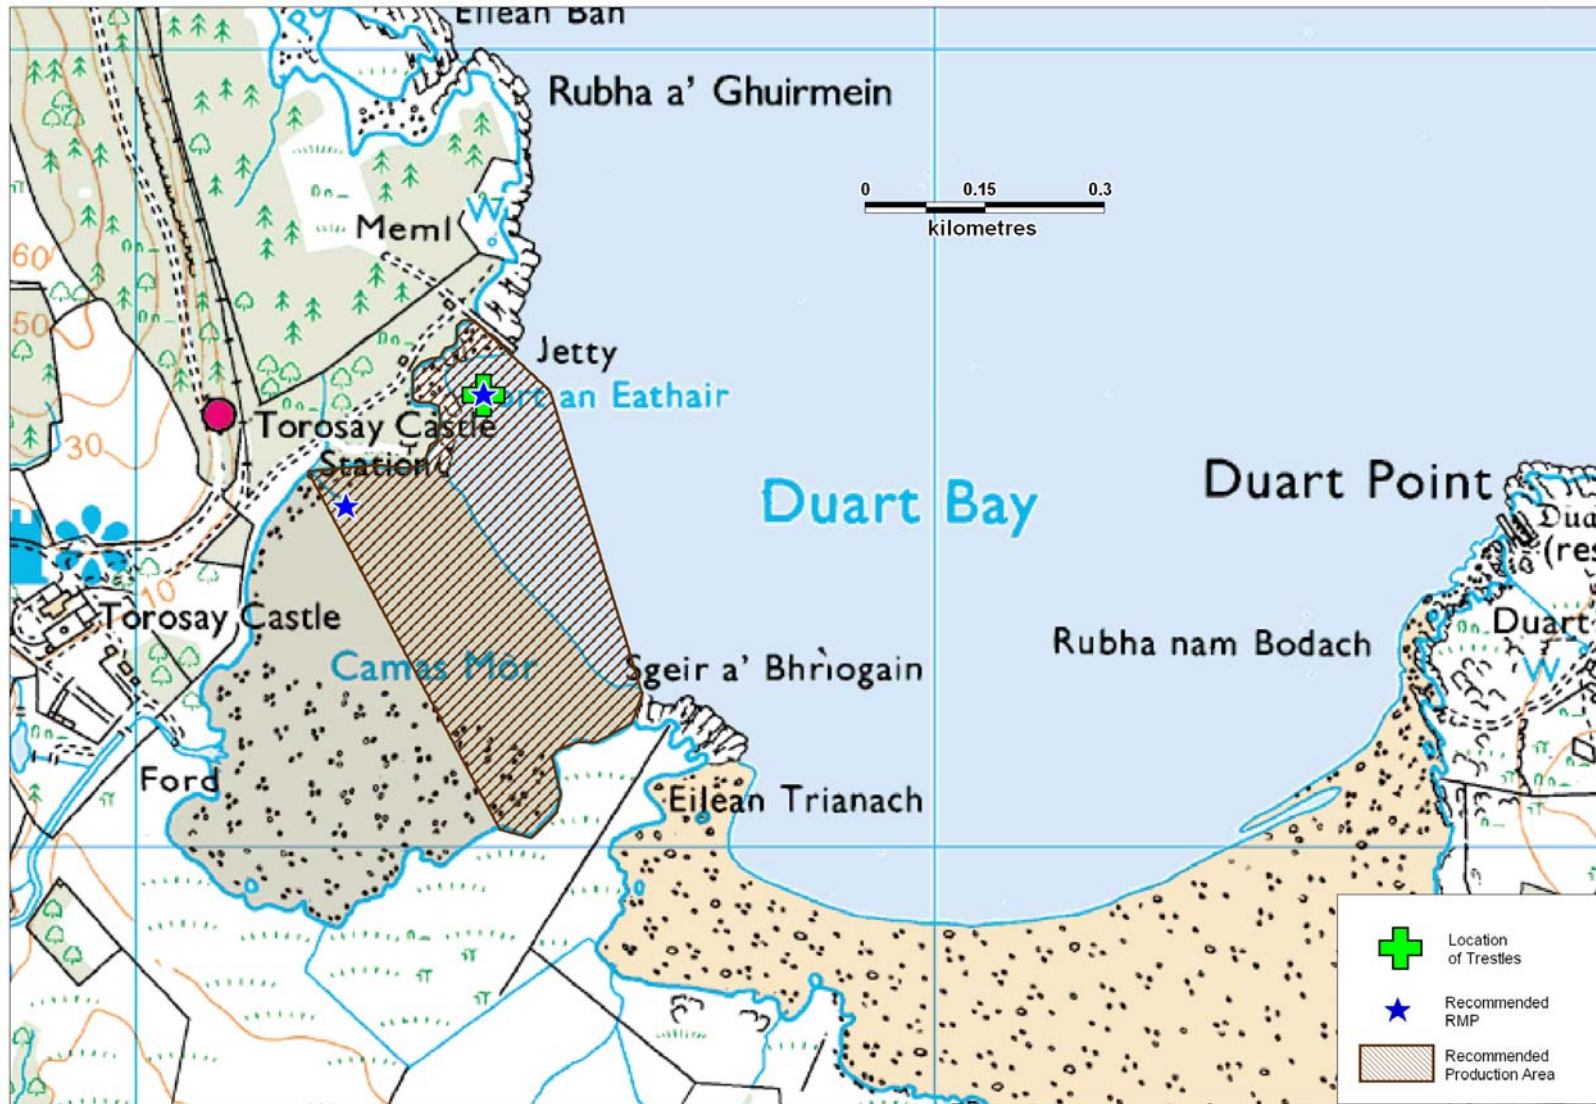 Eilean Bàn
Rubha a' Ghuirmein
0 0.15 0.3
kilometres
Meml
W
60
50
Jetty
Port an Eathair
Torosay Castle
Station
30
Duart Bay
Duart Point
10
Torosay Castle
Camas Mòr
Sgeir a' Bhrìogain
Rubha nam Bodach
Duart
W
Ford
Eilean Trianach
Location
of Trestles
Recommended
RMP
Recommended
Production Area